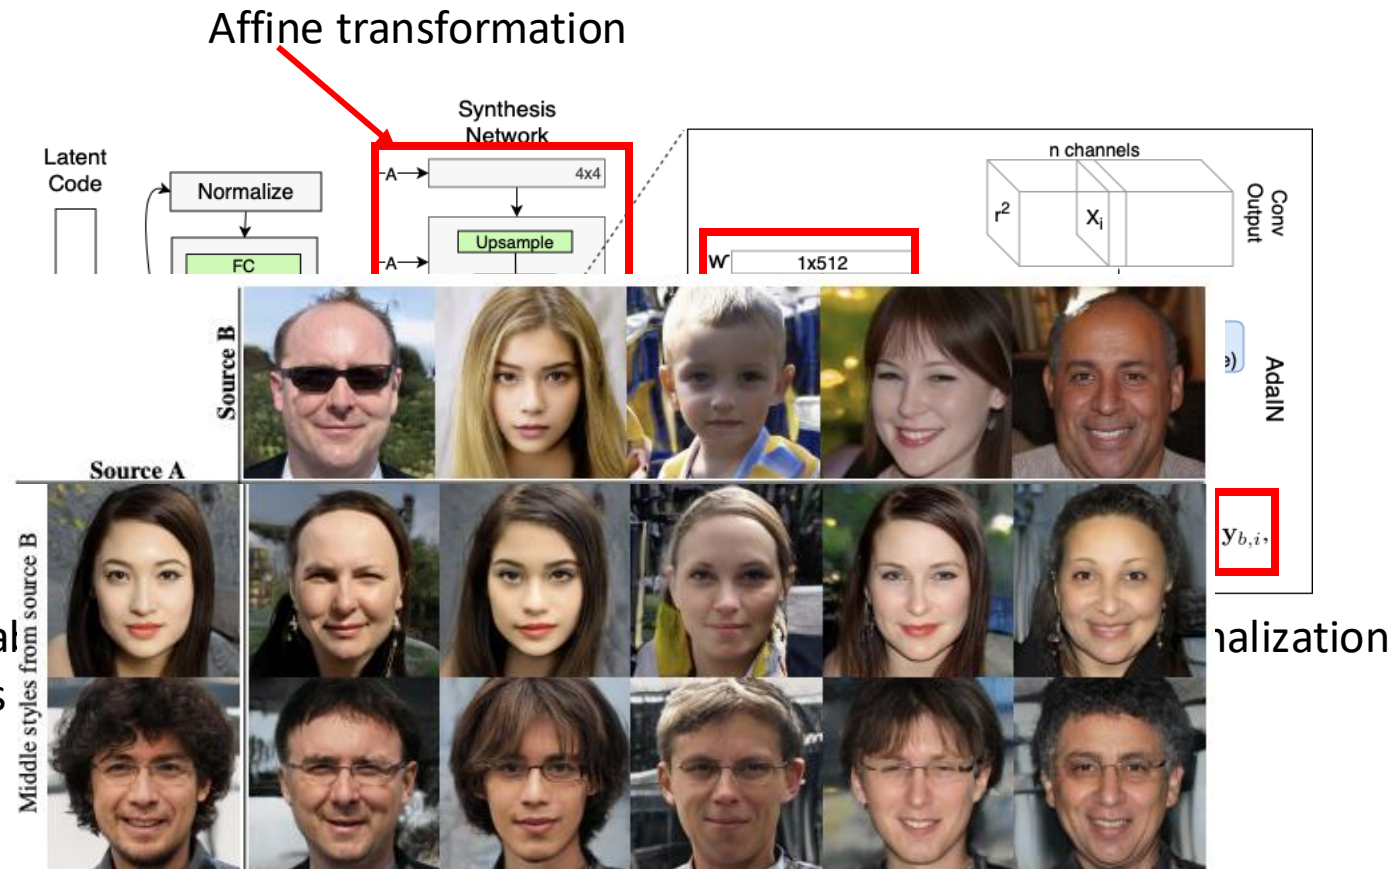 Affine transformation
Synthesis
Network
Latent
Code
Normalize
FC
A
4x4
Upsample
A
n channels
r²
Xi
Conv
Output
w
1x512
e)
AdaIN
Source B
Source A
Middle styles from source B
y_{b,i},
nalization
s